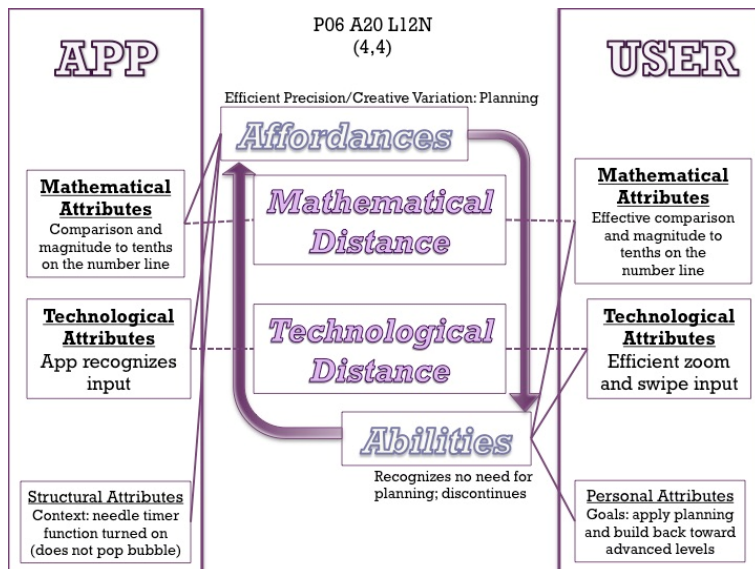 APP
P06 A20 L12N
(4,4)
USER
Efficient Precision/Creative Variation: Planning
Affordances
Mathematical
Attributes
Comparison and
magnitude to tenths
on the number line
Mathematical
Distance
Mathematical
Attributes
Effective comparison
and magnitude to
tenths on the
number line
Technological
Attributes
App recognizes
input
Technological
Distance
Technological
Attributes
Efficient zoom
and swipe input
Abilities
Recognizes no need for
planning; discontinues
Structural Attributes
Context: needle timer
function turned on
(does not pop bubble)
Personal Attributes
Goals: apply planning
and build back toward
advanced levels